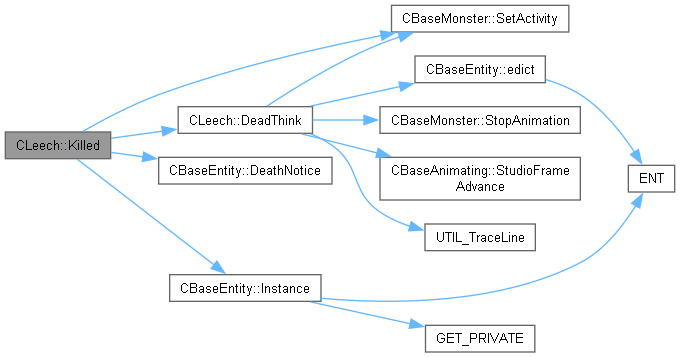 CLeech::Killed
CBaseMonster::SetActivity
CLeech::DeadThink
CBaseEntity::DeathNotice
CBaseEntity::Instance
CBaseEntity::edict
CBaseMonster::StopAnimation
CBaseAnimating::StudioFrame
Advance
UTIL_TraceLine
ENT
GET_PRIVATE